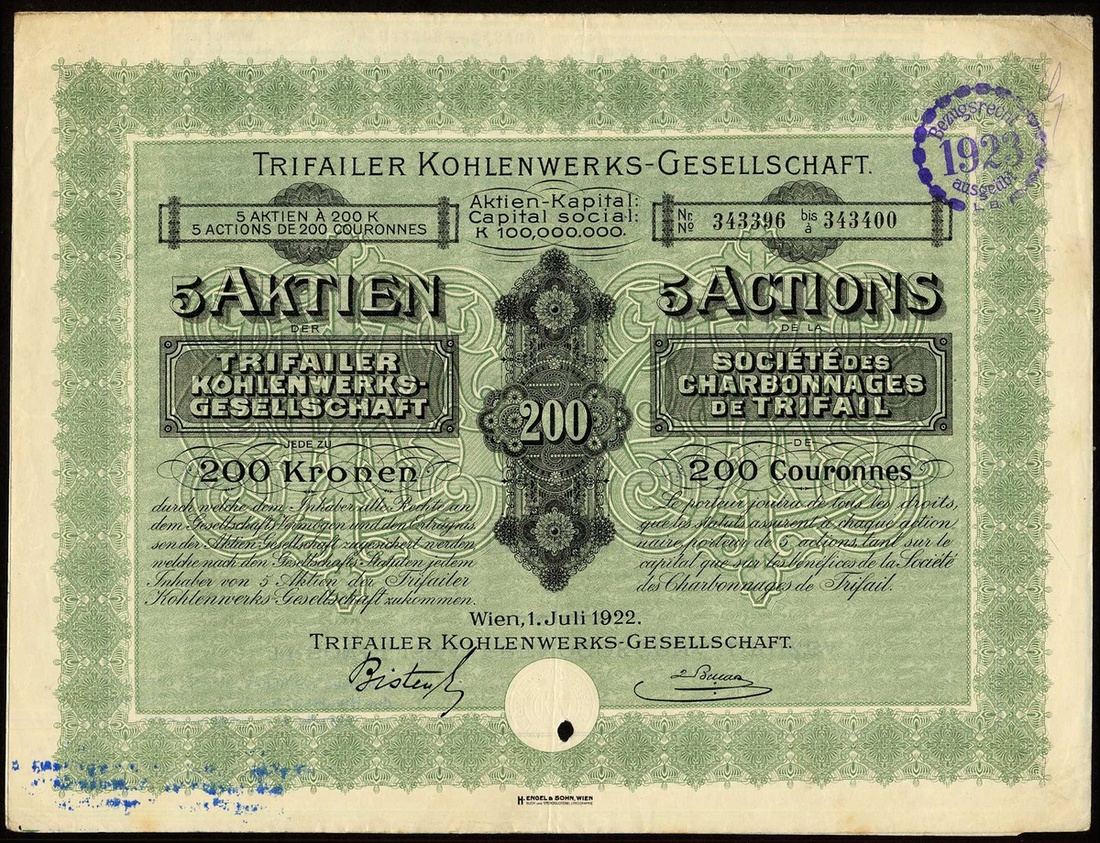 TRIFAILER KOHLENWERKS-GESELLSCHAFT.
5 AKTIEN À 200 K
5 ACTIONS DE 200 COURONNES
Aktien-Kapital:
Capital social:
K 100,000.000.
Nr. 343396 bis 343400
No à
Bezugsrecht
1923
ausgeübt
5 AKTIEN
DER
TRIFAILER
KOHLENWERKS-
GESELLSCHAFT
JEDE ZU
200 Kronen
durch welche dem Inhaber alle Rechte an
dem Gesellschafts Vermögen und den Erträgnis
sen der Aktien Gesellschaft zugesichert werden
welche nach den Gesellschafts Statuten jedem
Inhaber von 5 Aktien der Trifailer
Kohlenwerks Gesellschaft zukommen.
200
5 ACTIONS
DE LA
SOCIÉTÉ DES
CHARBONNAGES
DE TRIFAIL
DE
200 Couronnes
Le porteur jouira de tous les droits,
que les statuts assurent à chaque action
naire porteur de 5 actions, tant sur le
capital que sur les bénéfices de la Société
des Charbonnages de Trifail.
Wien, 1. Juli 1922.
TRIFAILER KOHLENWERKS-GESELLSCHAFT.
H. ENGEL & SOHN, WIEN